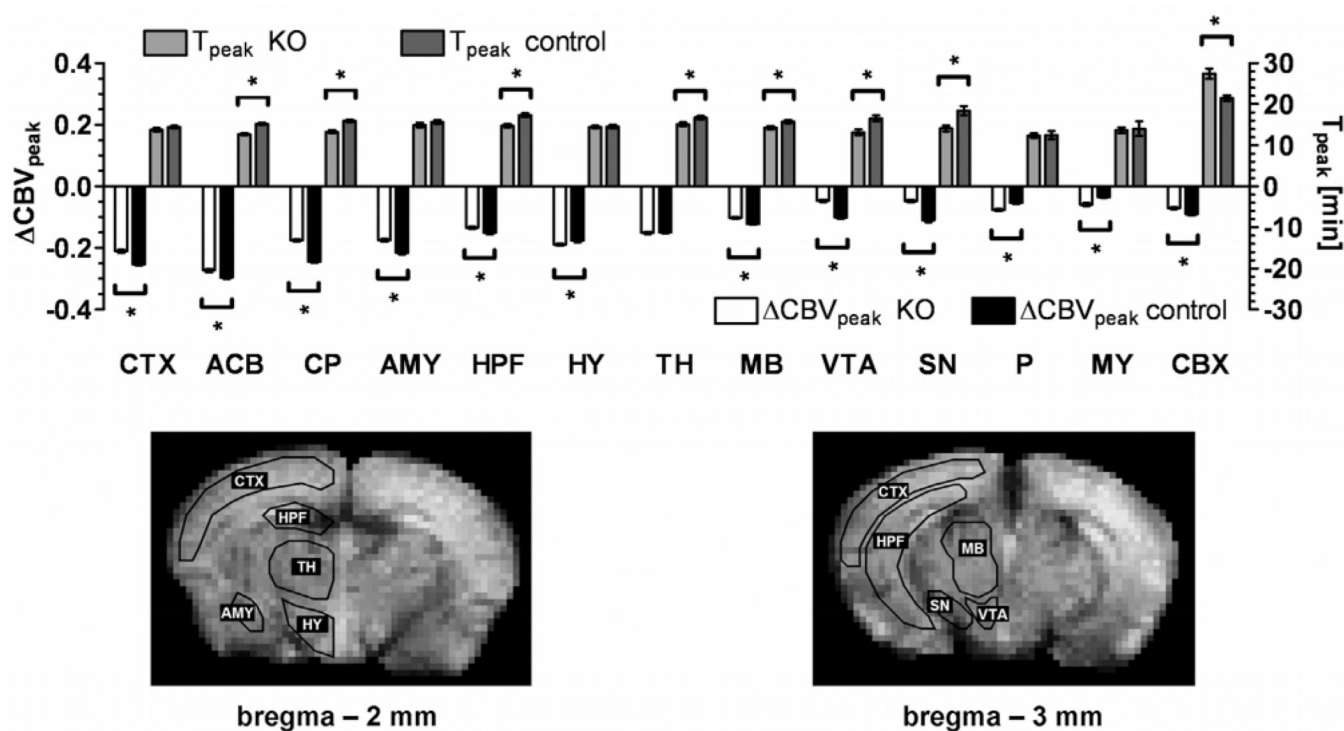 T_peak KO T_peak control
0.4 30
0.2 20
10
0.0 0
-0.2 -10
-20
-0.4 -30
ΔCBV_peak
T_peak [min]
* * * * * * * * *
* * * * * * * * * * * *
ΔCBV_peak KO ΔCBV_peak control
CTX ACB CP AMY HPF HY TH MB VTA SN P MY CBX
CTX
HPF
TH
AMY
HY
bregma – 2 mm
CTX
HPF
MB
SN
VTA
bregma – 3 mm